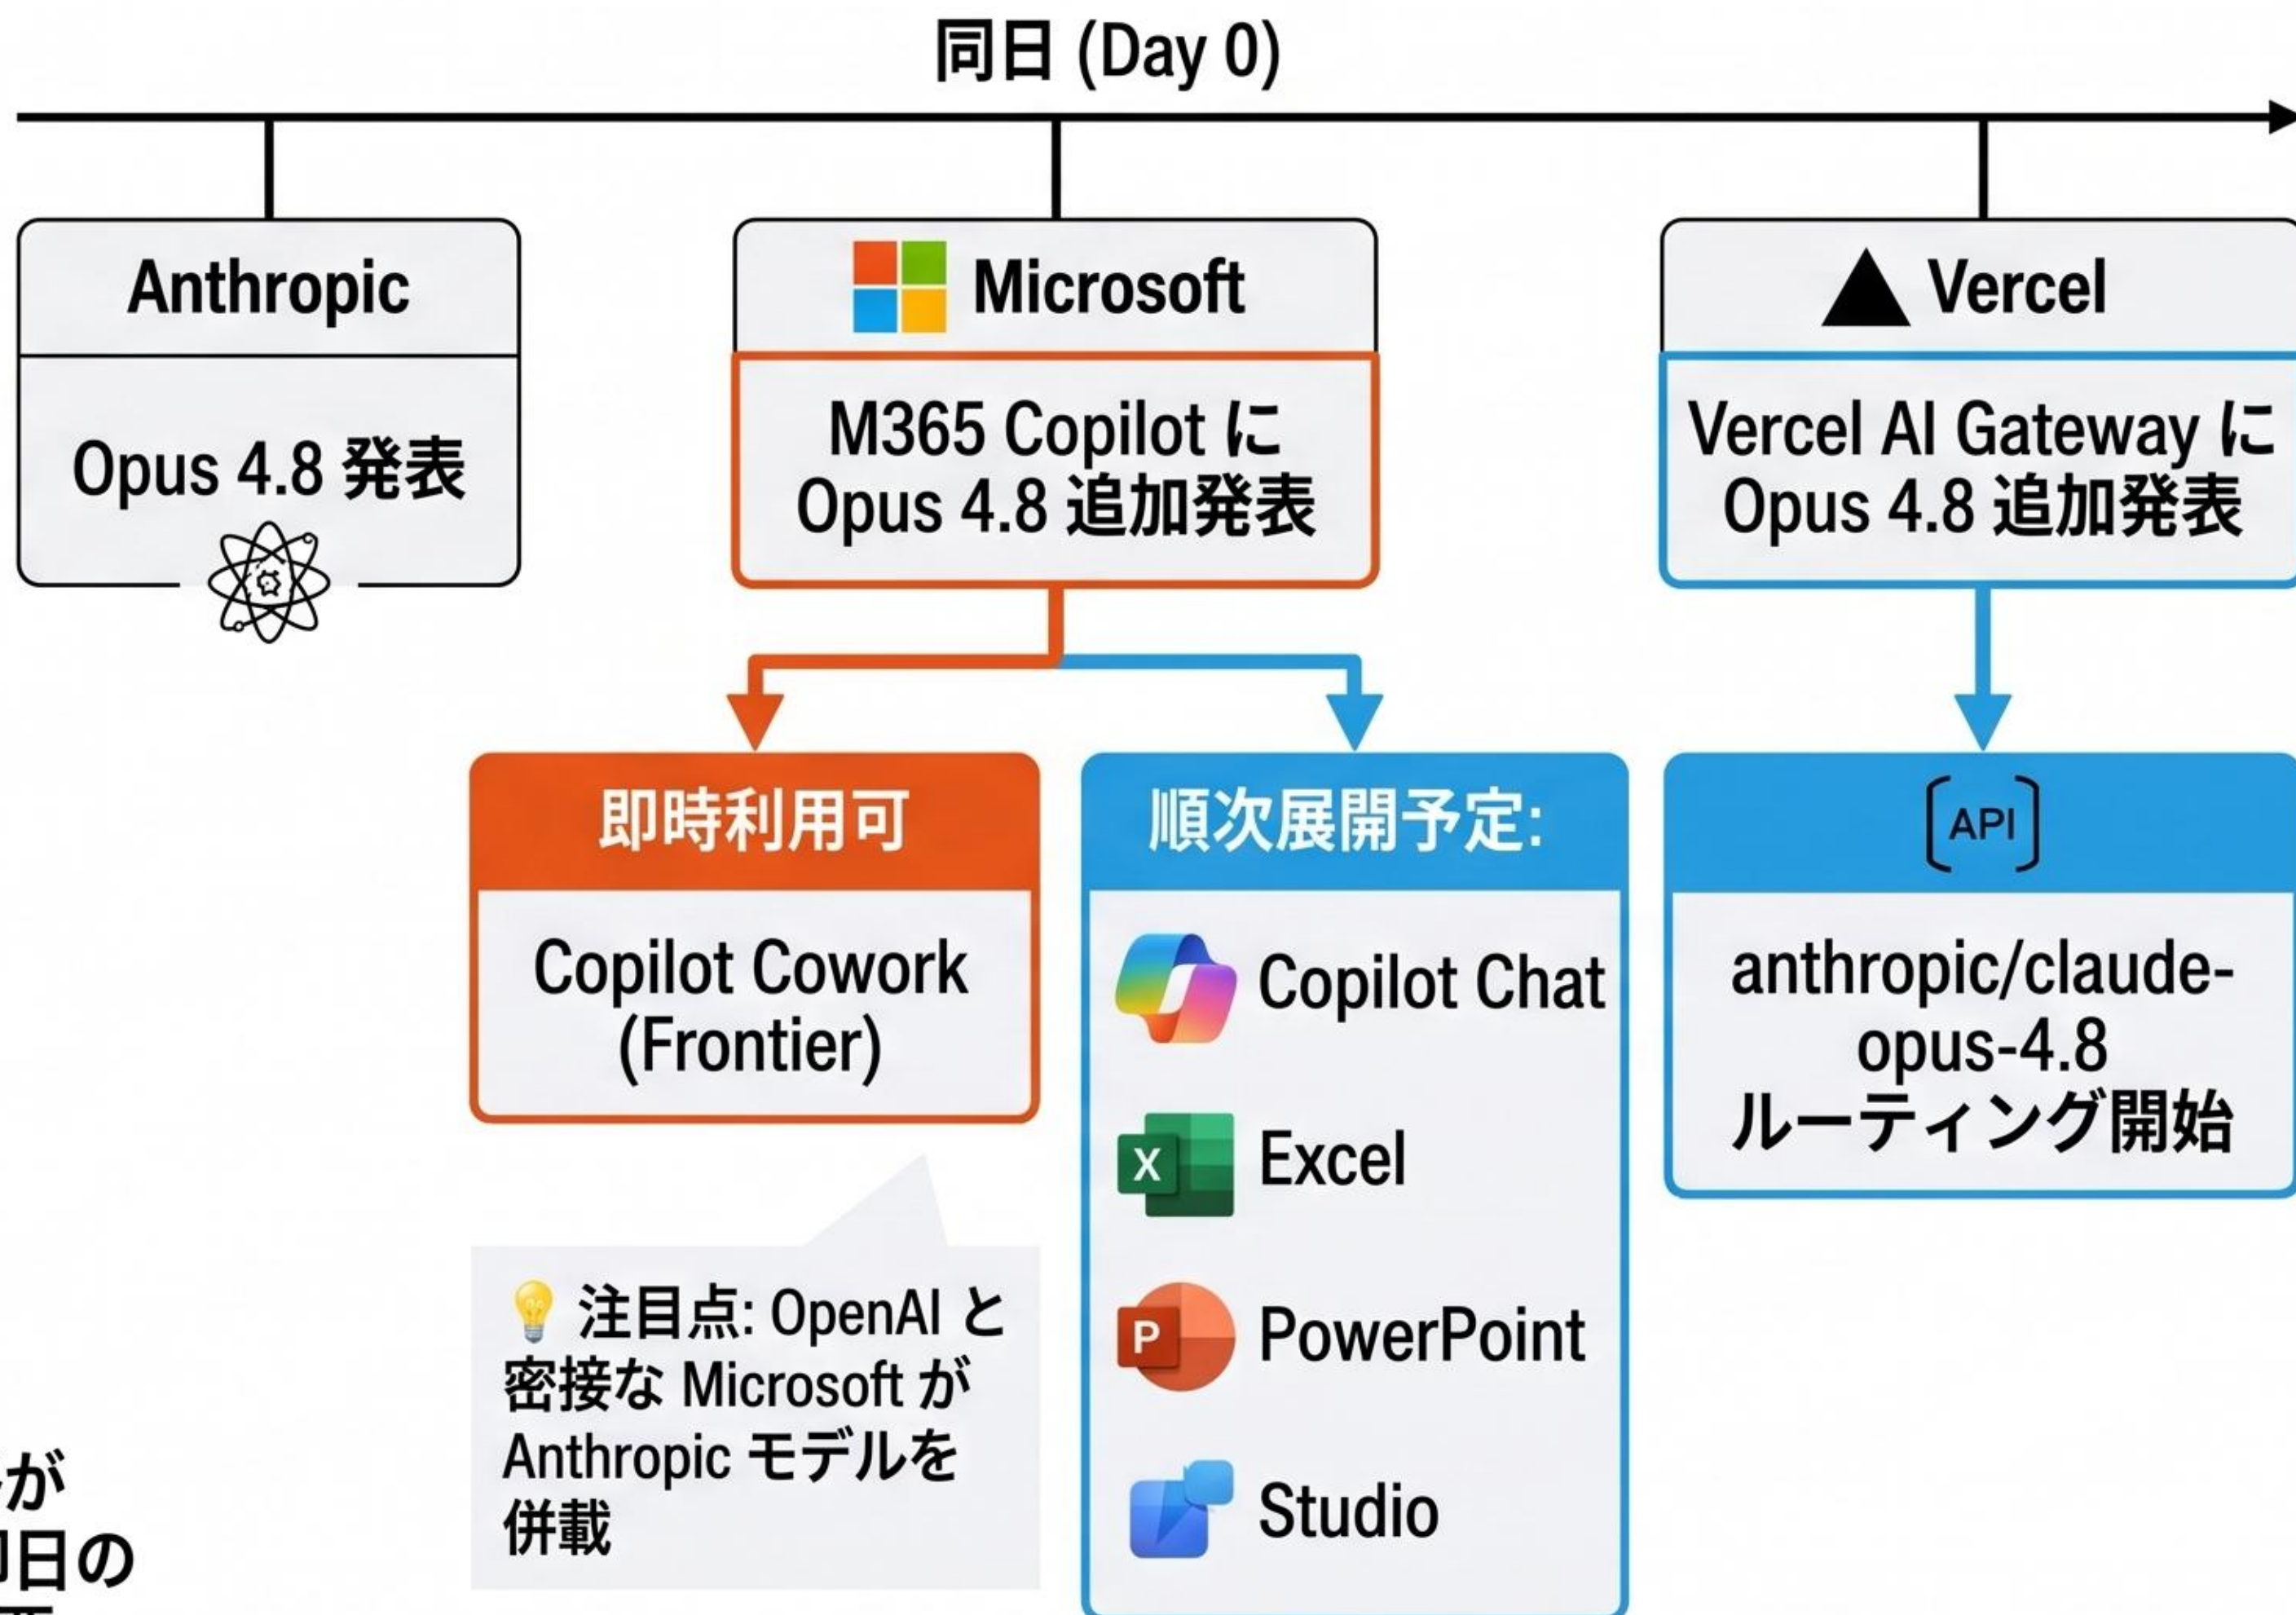 同日 (Day 0)
Anthropic
Opus 4.8 発表
Microsoft
M365 Copilot に
Opus 4.8 追加発表
Vercel
Vercel AI Gateway に
Opus 4.8 追加発表
即時利用可
Copilot Cowork
(Frontier)
順次展開予定:
Copilot Chat
X
Excel
P
PowerPoint
Studio
API
anthropic/claude-
opus-4.8
ルーティング開始
注目点: OpenAI と
密接な Microsoft が
Anthropic モデルを
併載
が
日の